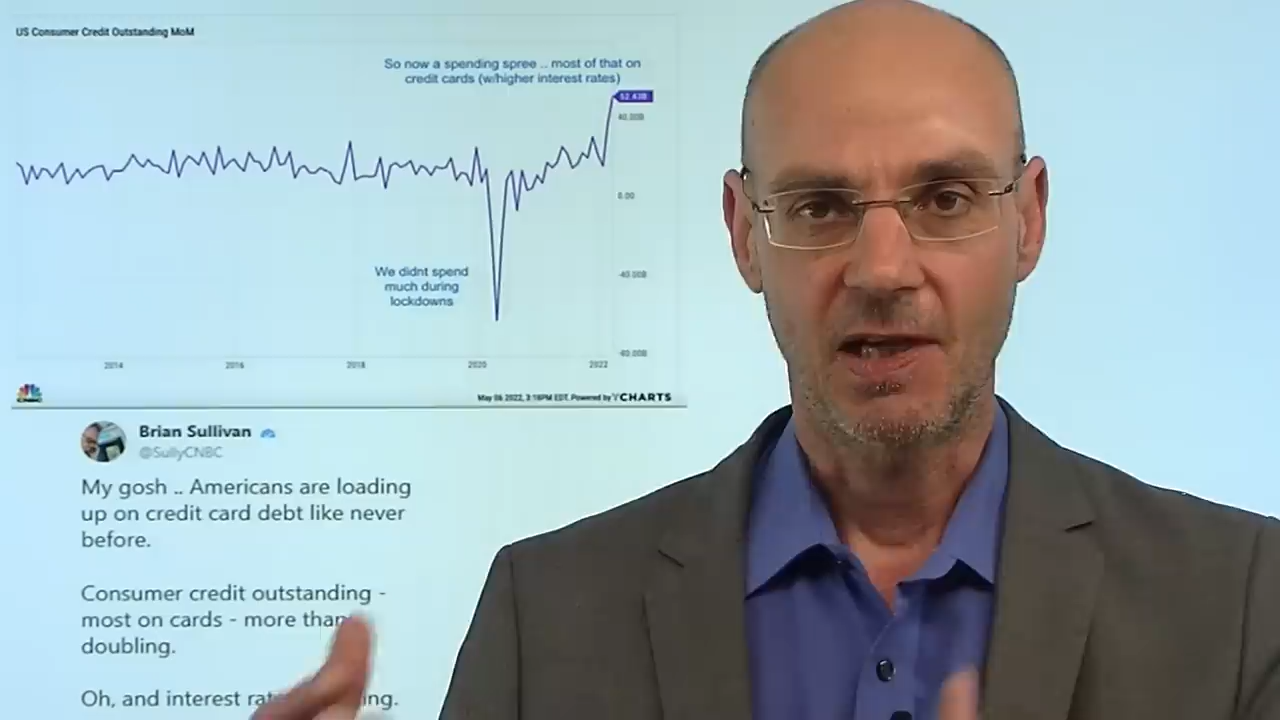 US Consumer Credit Outstanding MoM
So now a spending spree .. most of that on
credit cards (w/higher interest rates)
52.43B
40.00B
0.00
-40.00B
We didnt spend
much during
lockdowns
-80.00B
2014 2016 2018 2020 2022
May 06 2022, 3:18PM EDT. Powered by YCHARTS
Brian Sullivan
@SullyCNBC
My gosh .. Americans are loading
up on credit card debt like never
before.
Consumer credit outstanding -
most on cards - more than
doubling.
Oh, and interest